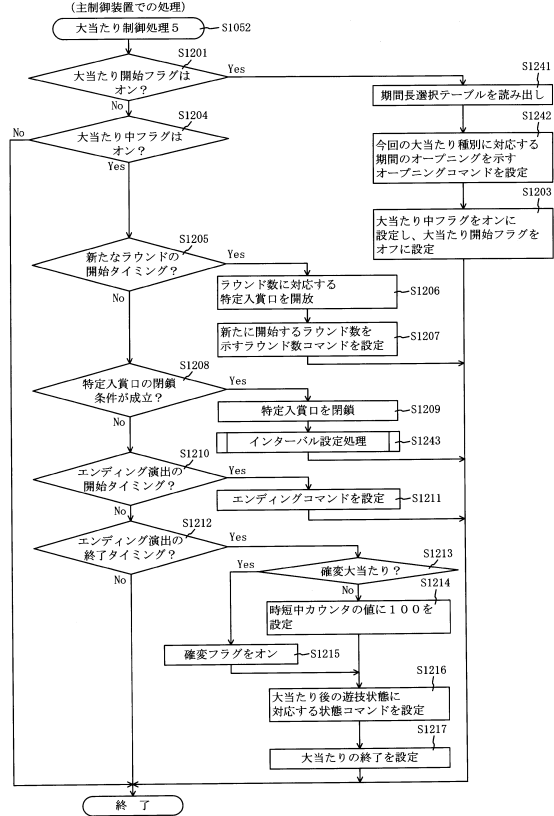 (主制御装置での処理)
大当たり制御処理5
S1052
S1201
大当たり開始フラグは
オン?
Yes
No
S1241
期間長選択テーブルを読み出し
S1242
今回の大当たり種別に対応する
期間のオープニングを示す
オープニングコマンドを設定
S1203
大当たり中フラグをオンに
設定し、大当たり開始フラグを
オフに設定
S1204
大当たり中フラグは
オン?
No
Yes
S1205
新たなラウンドの
開始タイミング?
Yes
No
ラウンド数に対応する
特定入賞口を開放
S1206
新たに開始するラウンド数を
示すラウンド数コマンドを設定
S1207
S1208
特定入賞口の閉鎖
条件が成立?
Yes
No
特定入賞口を閉鎖
S1209
インターバル設定処理
S1243
S1210
エンディング演出の
開始タイミング?
Yes
No
エンディングコマンドを設定
S1211
S1212
エンディング演出の
終了タイミング?
Yes
No
S1213
確変大当たり?
Yes
No
S1214
時短中カウンタの値に100を
設定
確変フラグをオン
S1215
S1216
大当たり後の遊技状態に
対応する状態コマンドを設定
S1217
大当たりの終了を設定
終 了